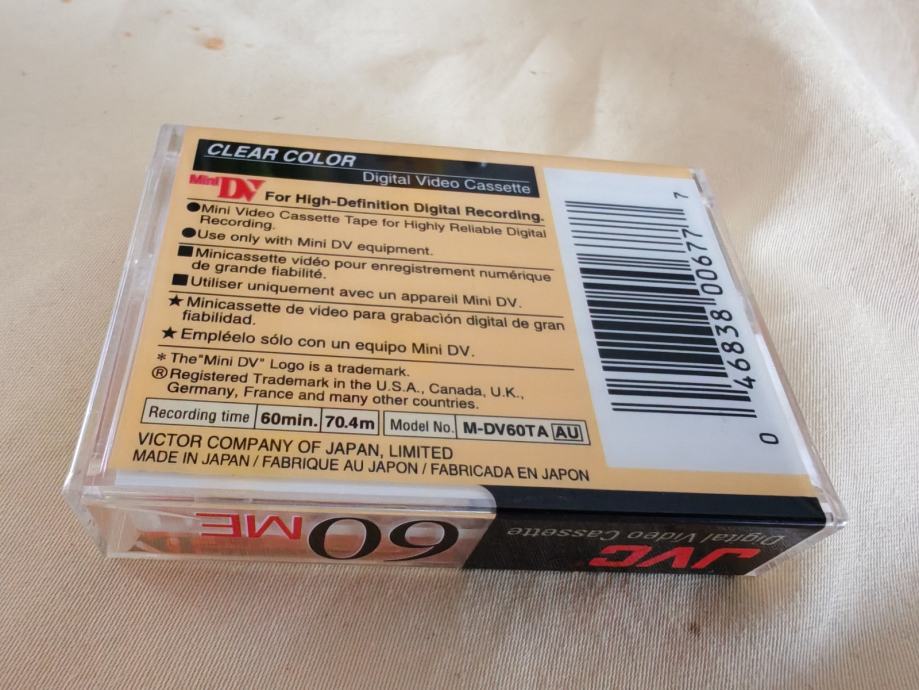 CLEAR COLOR
Digital Video Cassette
Mini DV
For High-Definition Digital Recording.
●Mini Video Cassette Tape for Highly Reliable Digital
Recording.
●Use only with Mini DV equipment.
■Minicassette vidéo pour enregistrement numérique
de grande fiabilité.
■Utiliser uniquement avec un appareil Mini DV.
★Minicassette de video para grabaciòn digital de gran
fiabilidad.
★Empléelo sólo con un equipo Mini DV.
* The"Mini DV" Logo is a trademark.
®Registered Trademark in the U.S.A., Canada, U.K.,
Germany, France and many other countries.
Recording time 60min. 70.4m Model No. M-DV60TA AU
VICTOR COMPANY OF JAPAN, LIMITED
MADE IN JAPAN / FABRIQUE AU JAPON / FABRICADA EN JAPON
0 46838 00677 7
JVC
Digital Video Cassette
60 ME